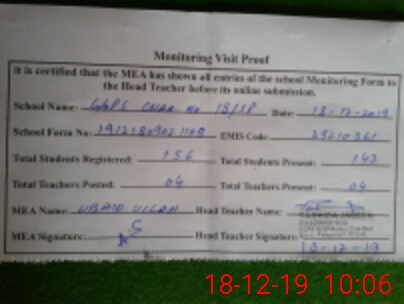 Monitoring Visit Proof
it is certified that the MEA has shown all entries of the school Monitoring Form to
the Head Teacher before its online submission.
School Name: GGPS CHAK NO 18/SP Date: 18-12-2019
School Form No: EMIS Code:
Total Students Registered: 156 Total Students Present: 143
Total Teachers Posted: 04 Total Teachers Present: 04
MEA Name: UBAID ULLAH Head Teacher Name:
MEA Signature: Head Teacher Signature:
18-12-19
18-12-19 10:06